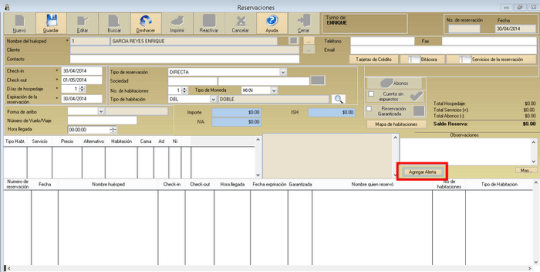 Reservaciones
Nuevo Guardar Editar Buscar Deshacer Imprimir Reactivar Cancelar Ayuda Cerrar
Turno de:
ENRIQUE
No. de reservación Fecha
30/04/2014
Nombre del huésped * 1 GARCIA REYES ENRIQUE Teléfono Fax
Cliente ... Email
Contacto Tarjetas de Crédito Bitácora Servicios de la reservación
Check-in * 30/04/2014 Tipo de reservación DIRECTA
Check out * 01/05/2014 Sociedad
Días de hospedaje * 1 No. de habitaciones 1 Tipo de Moneda MXN
Expiración de la reservación * 30/04/2014 Tipo de habitación DBL DOBLE
Abonos
Cuenta sin impuestos
Reservación Garantizada
Mapa de habitaciones
Total Hospedaje: $0.00
Total Servicios (+) $0.00
Total Abonos (-) $0.00
Saldo Reserva: $0.00
Forma de arribo
Número de Vuelo/Viaje
Hora llegada 00:00:00
Importe $0.00 ISH $0.00
IVA $0.00
Tipo Habit. Servicio Precio Alternativo Habitación Cama Ad Ni
Observaciones
Agregar Alerta Mas...
Número de reservación Fecha Nombre huésped Check-in Check out Hora llegada Fecha expiración Garantizada Nombre quien reservó No. de habitaciones Tipo de Habitacion